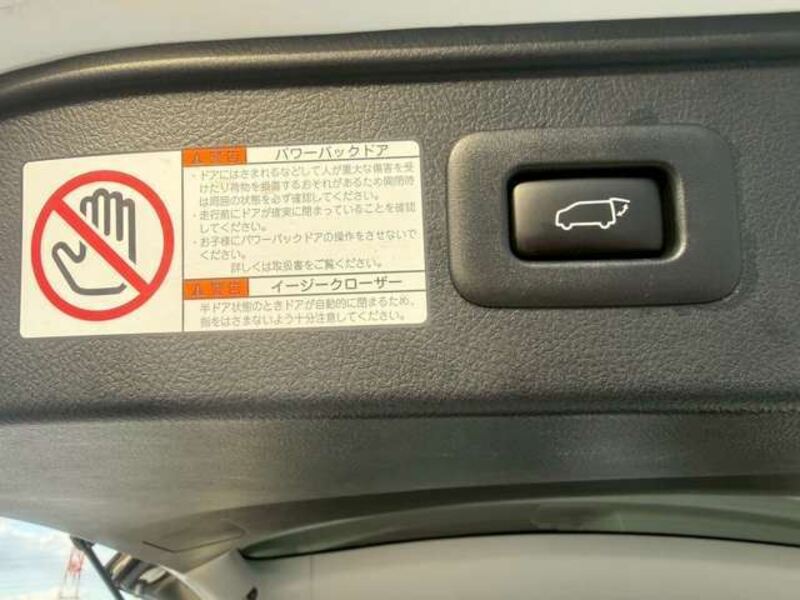 パワーバックドア
・ドアにはさまれるなどして人が重大な傷害を受
けたり荷物を損傷するおそれがあるため開閉時
は周囲の状態を必ず確認してください。
・走行前にドアが確実に閉まっていることを確認
してください。
・お子様にパワーバックドアの操作をさせないで
ください。
詳しくは取扱書をご覧ください。
イージークローザー
半ドア状態のときドアが自動的に閉まるため、
指をはさまないよう十分注意してください。